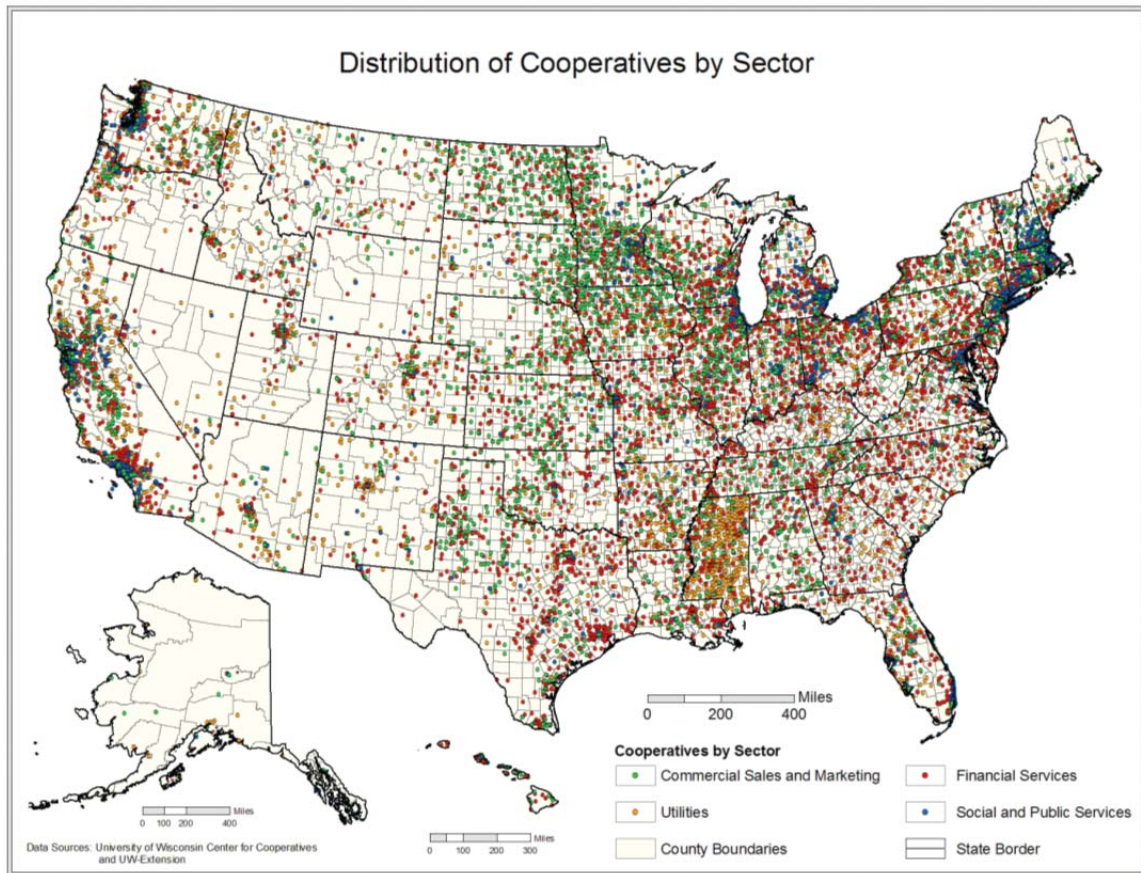 Distribution of Cooperatives by Sector
Miles
0 200 400
Cooperatives by Sector
Commercial Sales and Marketing
Financial Services
Utilities
Social and Public Services
County Boundaries
State Border
Miles
0 100 200 400
Miles
0 50 100 200 300
Data Sources: University of Wisconsin Center for Cooperatives
and UW-Extension